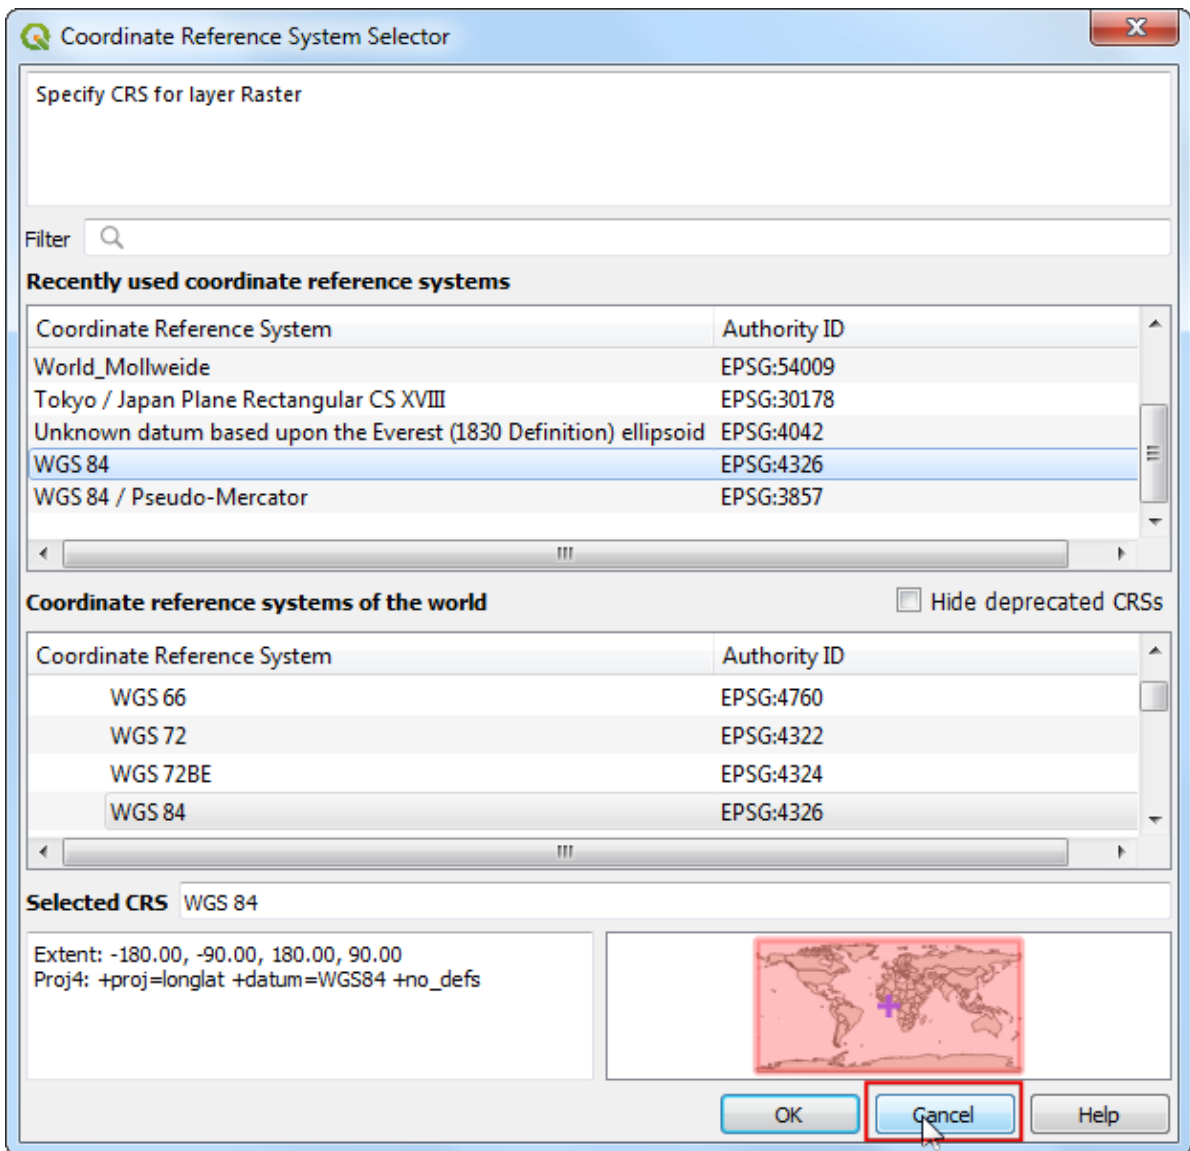 Coordinate Reference System Selector
Specify CRS for layer Raster
Filter
Recently used coordinate reference systems
Coordinate Reference System Authority ID
World_Mollweide EPSG:54009
Tokyo / Japan Plane Rectangular CS XVIII EPSG:30178
Unknown datum based upon the Everest (1830 Definition) ellipsoid EPSG:4042
WGS 84 EPSG:4326
WGS 84 / Pseudo-Mercator EPSG:3857
Coordinate reference systems of the world Hide deprecated CRSs
Coordinate Reference System Authority ID
WGS 66 EPSG:4760
WGS 72 EPSG:4322
WGS 72BE EPSG:4324
WGS 84 EPSG:4326
Selected CRS WGS 84
Extent: -180.00, -90.00, 180.00, 90.00
Proj4: +proj=longlat +datum=WGS84 +no_defs
OK Cancel Help